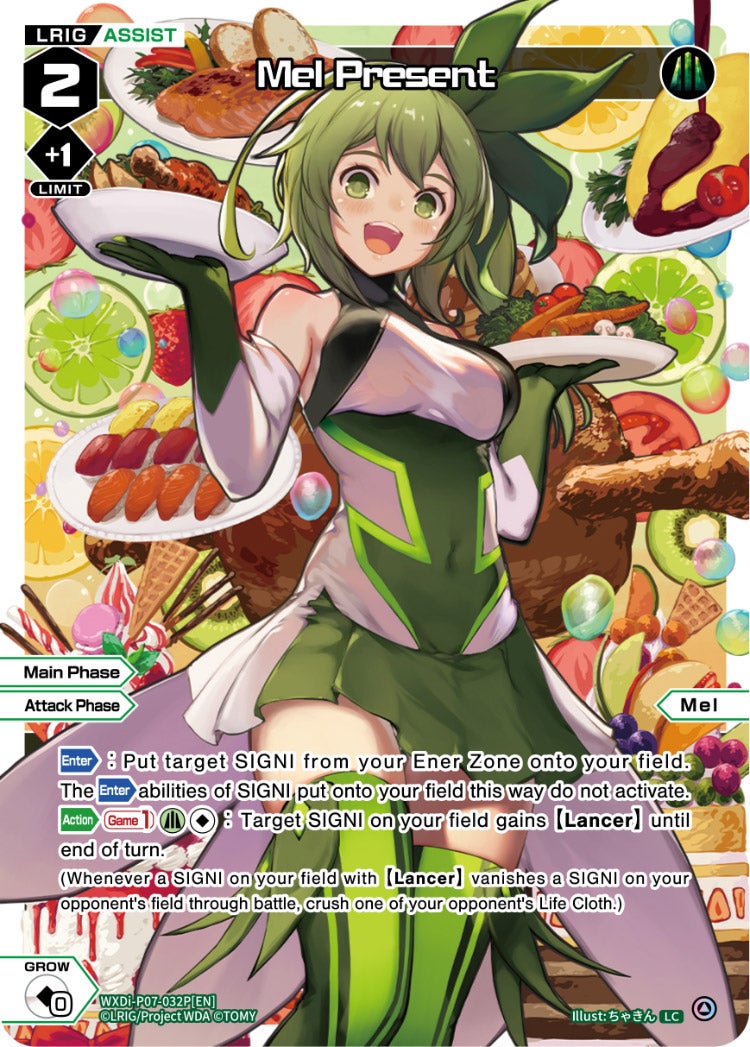 LRIG ASSIST
2
Mel Present
+1
LIMIT
Main Phase
Attack Phase
Mel
Enter : Put target SIGNI from your Ener Zone onto your field.
The Enter abilities of SIGNI put onto your field this way do not activate.
Action Game 1 : Target SIGNI on your field gains【Lancer】until
end of turn.
(Whenever a SIGNI on your field with【Lancer】vanishes a SIGNI on your
opponent's field through battle, crush one of your opponent's Life Cloth.)
GROW
0
WXDi-P07-032P[EN]
©LRIG/Project WDA ©TOMY
Illust:ちゃきん LC